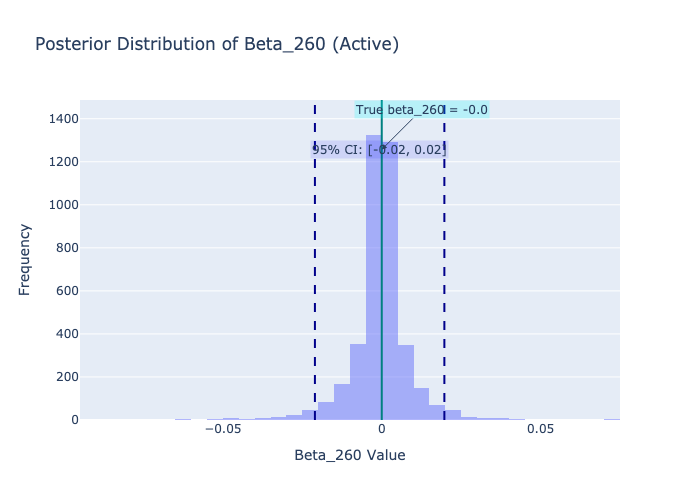 Posterior Distribution of Beta_260 (Active)
True beta_260 = -0.0
95% CI: [-0.02, 0.02]
1400
1200
1000
800
600
400
200
0
Frequency
−0.05
0
0.05
Beta_260 Value